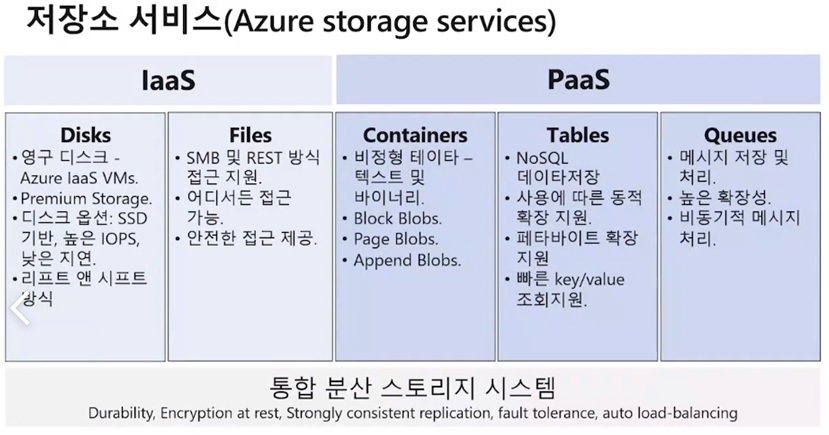 저장소 서비스(Azure storage services)
IaaS
PaaS
Disks
•영구 디스크 -
Azure IaaS VMs.
•Premium Storage.
•디스크 옵션: SSD
기반, 높은 IOPS,
낮은 지연.
•리프트 앤 시프트
방식
Files
• SMB 및 REST 방식
접근 지원.
• 어디서든 접근
가능.
• 안전한 접근 제공.
Containers
• 비정형 테이타 –
텍스트 및
바이너리.
• Block Blobs.
• Page Blobs.
• Append Blobs.
Tables
• NoSQL
데이타저장
• 사용에 따른 동적
확장 지원.
• 페타바이트 확장
지원
• 빠른 key/value
조회지원.
Queues
• 메시지 저장 및
처리.
• 높은 확장성.
• 비동기적 메시지
처리.
통합 분산 스토리지 시스템
Durability, Encryption at rest, Strongly consistent replication, fault tolerance, auto load-balancing